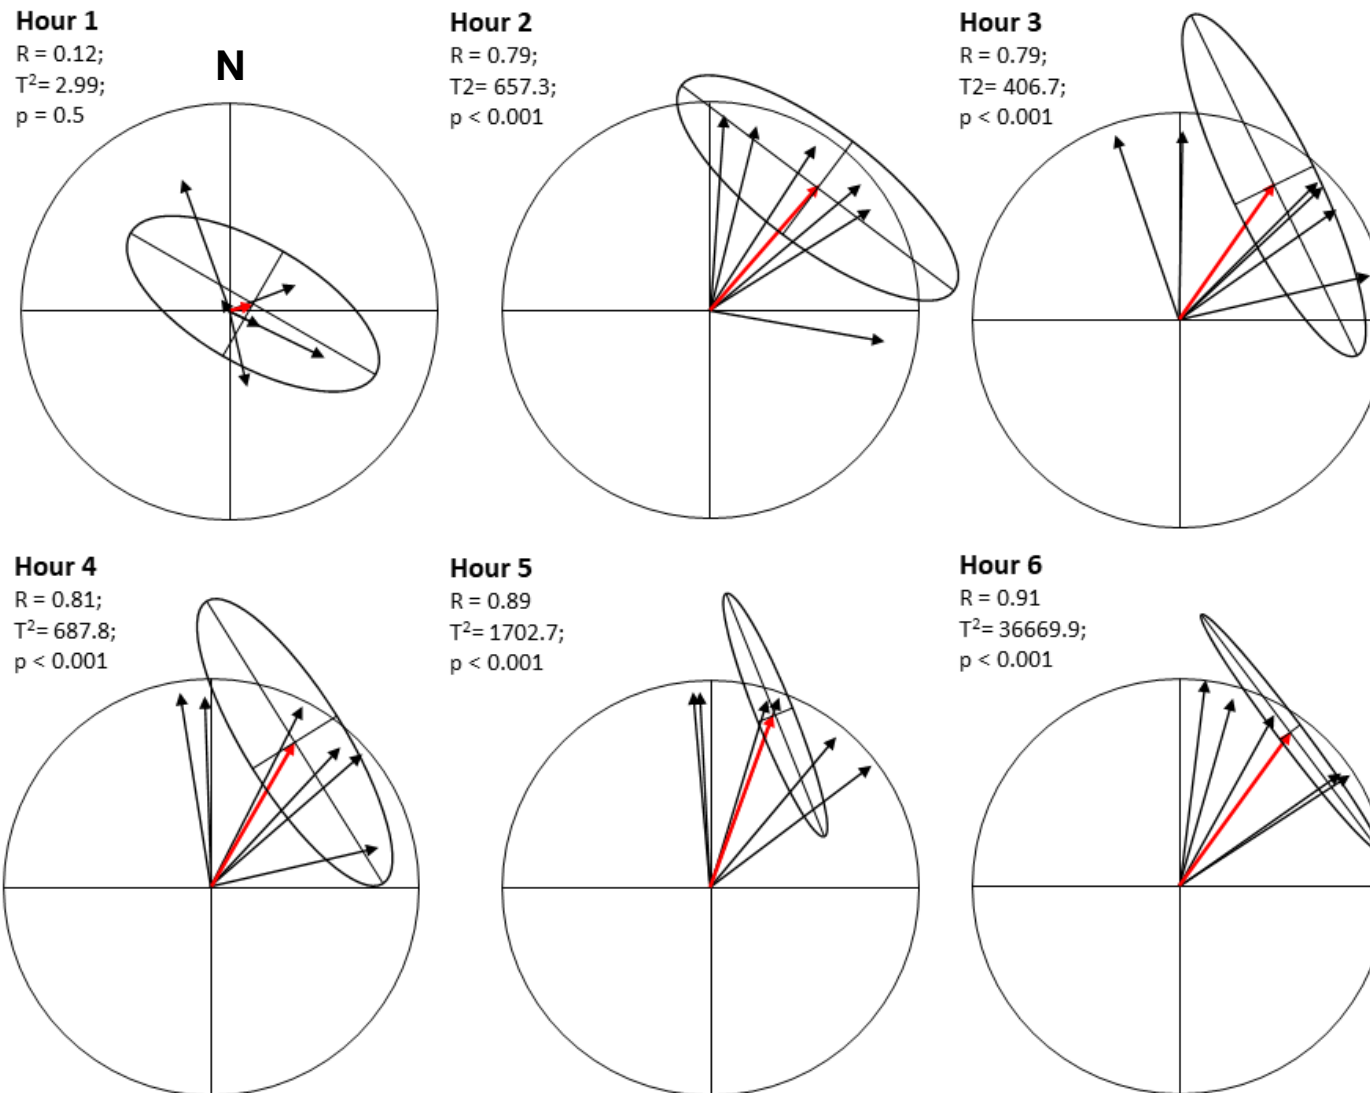 Hour 1
R = 0.12;
T²= 2.99;
p = 0.5
N
Hour 2
R = 0.79;
T2= 657.3;
p < 0.001
Hour 3
R = 0.79;
T2= 406.7;
p < 0.001
Hour 4
R = 0.81;
T²= 687.8;
p < 0.001
Hour 5
R = 0.89
T²= 1702.7;
p < 0.001
Hour 6
R = 0.91
T²= 36669.9;
p < 0.001